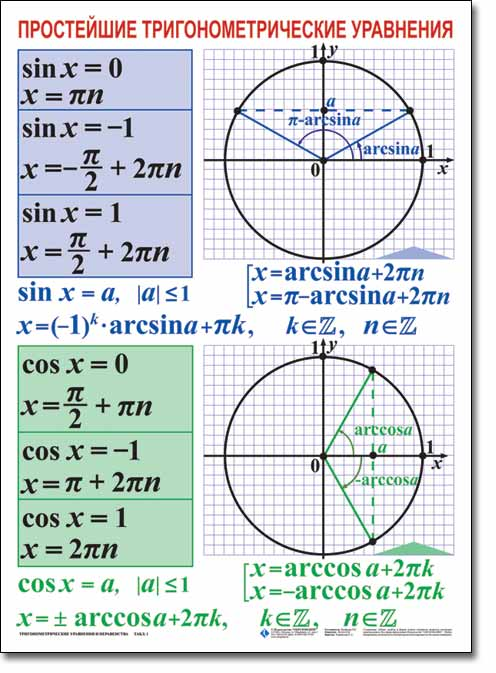 ПРОСТЕЙШИЕ ТРИГОНОМЕТРИЧЕСКИЕ УРАВНЕНИЯ
sin x = 0
x = πn
sin x = –1
x = –π/2 + 2πn
sin x = 1
x = π/2 + 2πn
1 y
a
π-arcsina
arcsina
1
0
x
sin x = a, |a| ≤ 1
x = arcsina+2πn
x = π–arcsina+2πn
x=(–1)ᵏ·arcsina+πk, k∈ℤ, n∈ℤ
cos x = 0
x = π/2 + πn
cos x = –1
x = π + 2πn
cos x = 1
x = 2πn
1 y
arccosa
a
1
0
x
-arccosa
cos x = a, |a| ≤ 1
x = arccos a+2πk
x = –arccos a+2πk
x = ± arccosa+2πk, k∈ℤ, n∈ℤ
ТРИГОНОМЕТРИЧЕСКИЕ УРАВНЕНИЯ И НЕРАВЕНСТВА ТАБЛ. 1